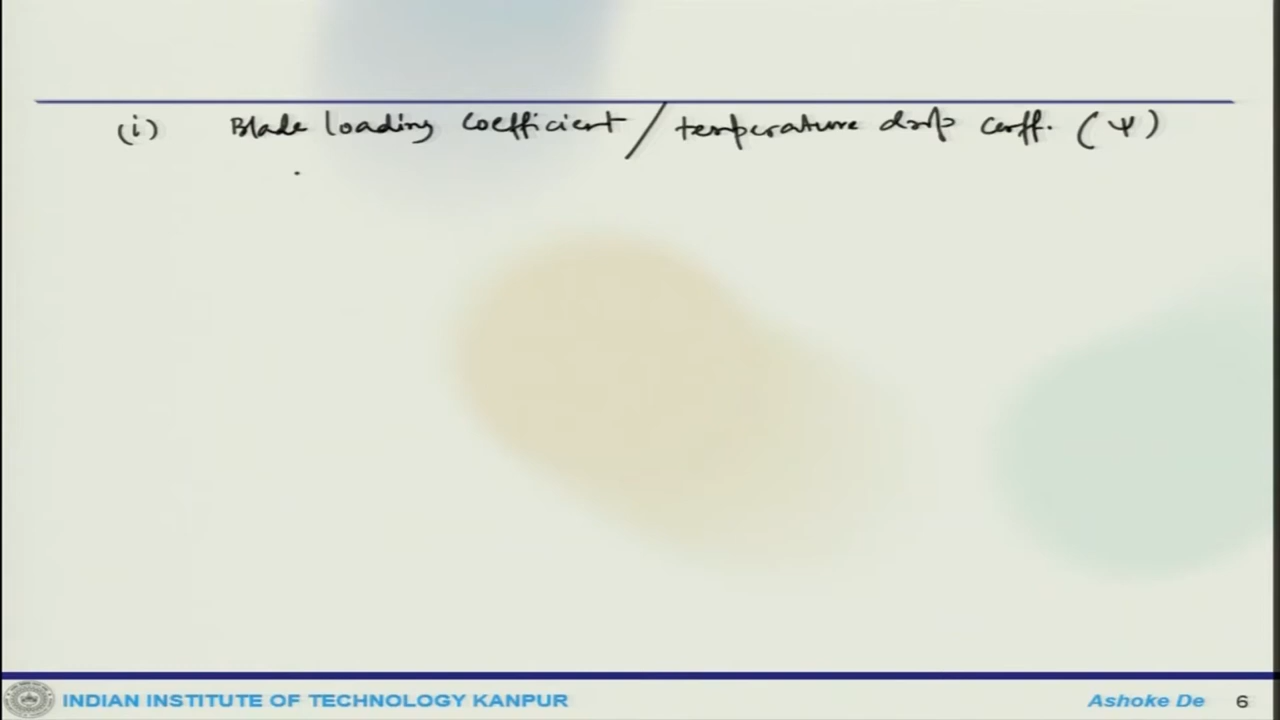 (i) Blade loading coefficient / temperature drop coeff. (ψ)
INDIAN INSTITUTE OF TECHNOLOGY KANPUR
Ashoke De 6